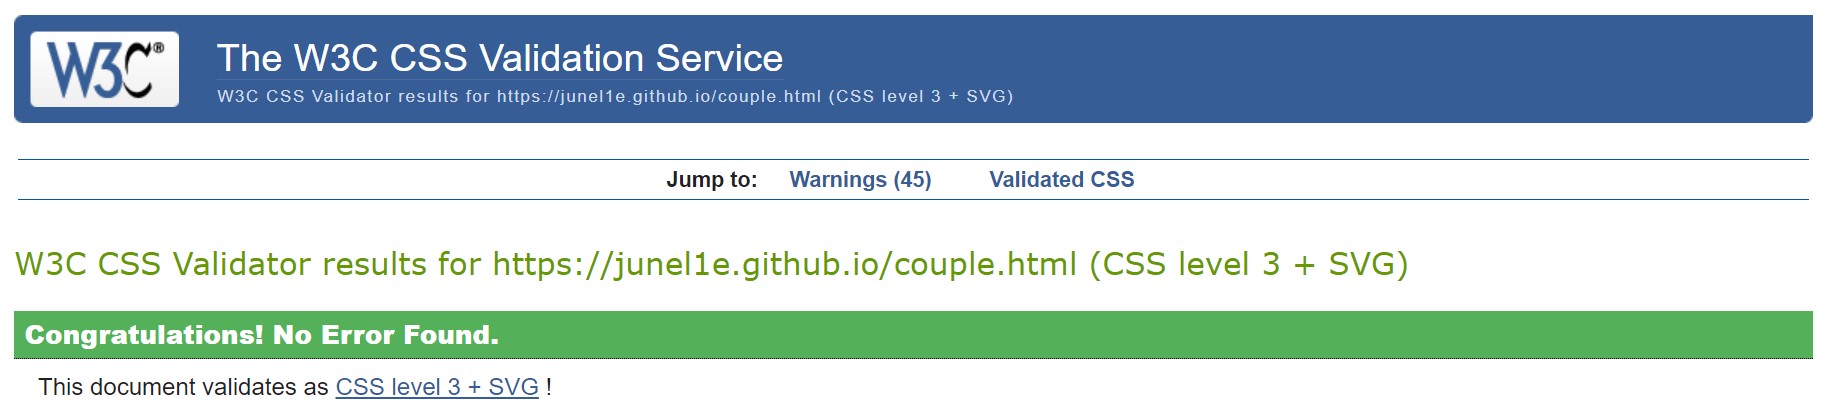 W3C®
The W3C CSS Validation Service
W3C CSS Validator results for https://junel1e.github.io/couple.html (CSS level 3 + SVG)
Jump to: Warnings (45) Validated CSS
W3C CSS Validator results for https://junel1e.github.io/couple.html (CSS level 3 + SVG)
Congratulations! No Error Found.
This document validates as CSS level 3 + SVG !